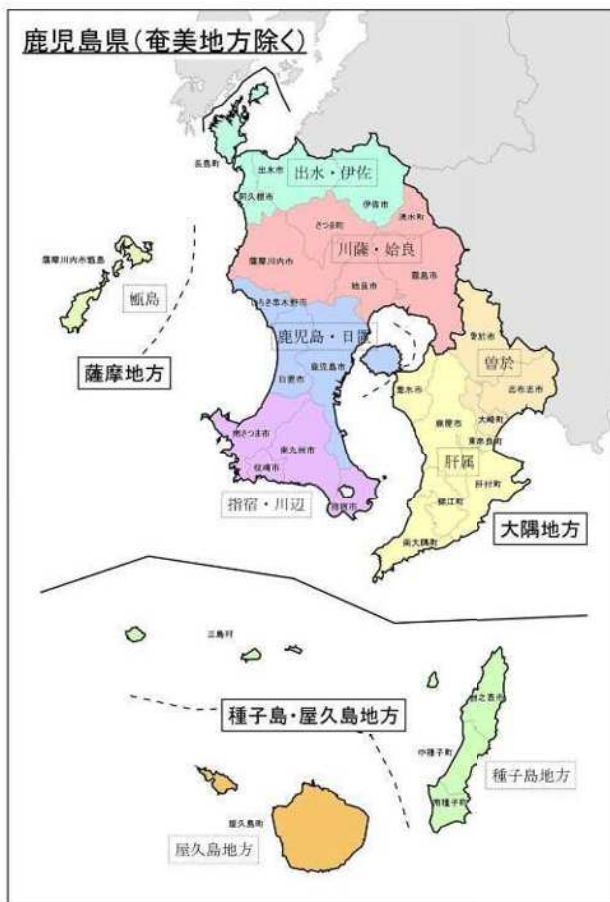 鹿児島県(奄美地方除く)
長島町
出水市
出水・伊佐
阿久根市
伊佐市
湧水町
さつま町
川薩・姶良
薩摩川内市
霧島市
姶良市
薩摩川内市甑島
甑島
薩摩地方
いちき串木野市
鹿児島・日置
鹿児島市
日置市
曽於市
曽於
志布志市
垂水市
鹿屋市
大崎町
東串良町
肝属
肝付町
錦江町
南大隅町
大隅地方
南さつま市
南九州市
枕崎市
指宿市
指宿・川辺
三島村
種子島・屋久島地方
西之表市
中種子町
種子島地方
南種子町
屋久島町
屋久島地方